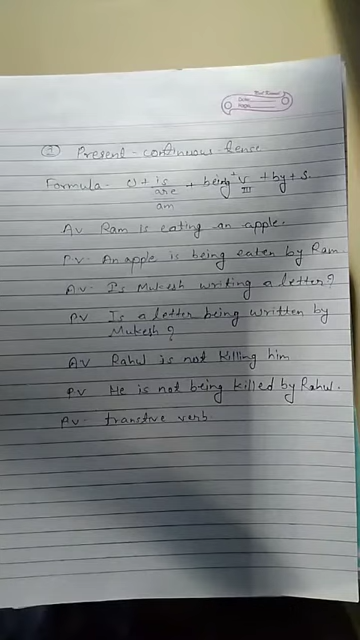 ② Present-continuous tense
Formula- O + is + being + V + by + S.
are III
am
AV Ram is eating an apple.
PV- An apple is being eaten by Ram
AV- Is Mukesh writing a letter?
PV Is a letter being written by
Mukesh?
AV Rahul is not killing him
PV He is not being killed by Rahul.
PV- transtive verb